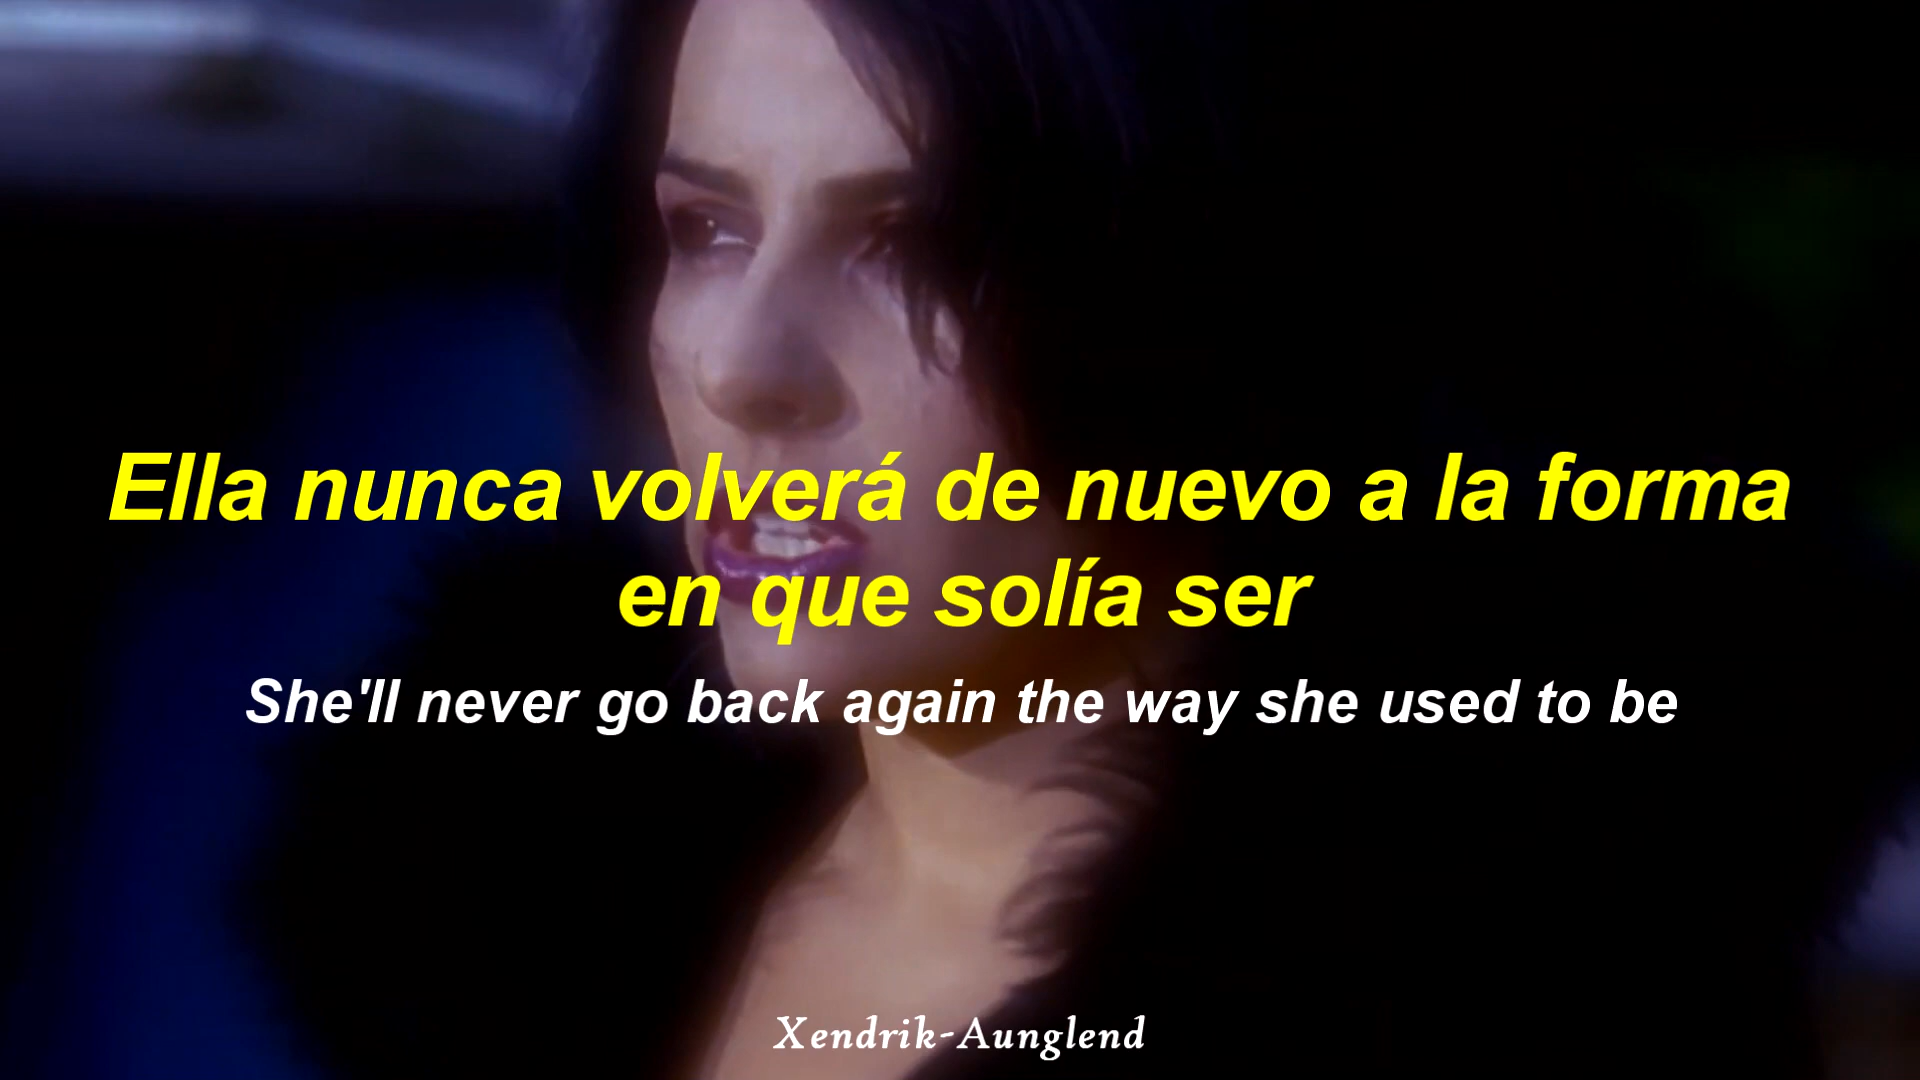 Ella nunca volverá de nuevo a la forma
en que solía ser
She'll never go back again the way she used to be
Xendrik-Aunglend